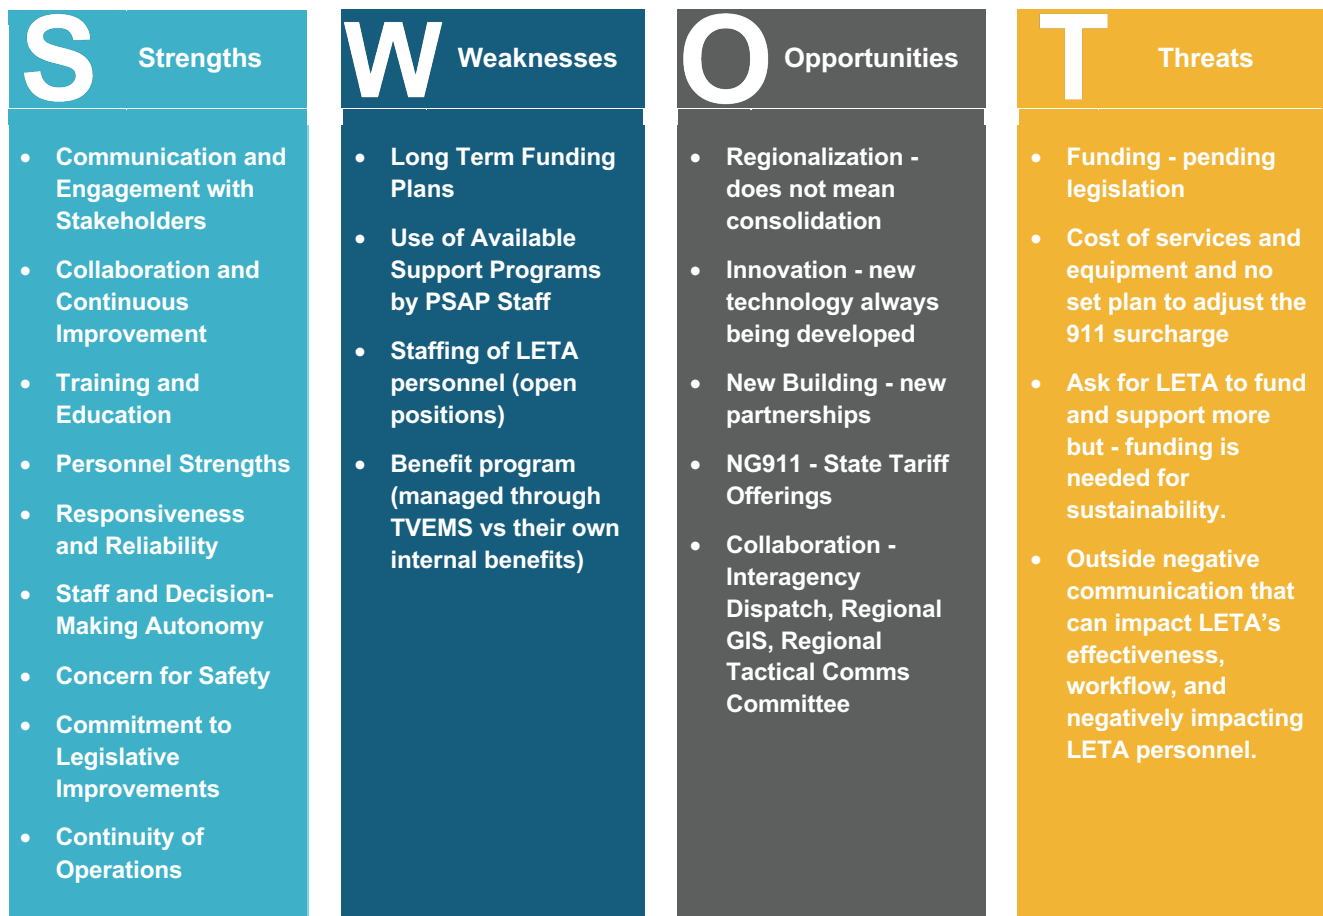 S Strengths
• Communication and
Engagement with
Stakeholders
• Collaboration and
Continuous
Improvement
• Training and
Education
• Personnel Strengths
• Responsiveness
and Reliability
• Staff and Decision-
Making Autonomy
• Concern for Safety
• Commitment to
Legislative
Improvements
• Continuity of
Operations
W Weaknesses
• Long Term Funding
Plans
• Use of Available
Support Programs
by PSAP Staff
• Staffing of LETA
personnel (open
positions)
• Benefit program
(managed through
TVEMS vs their own
internal benefits)
O Opportunities
• Regionalization -
does not mean
consolidation
• Innovation - new
technology always
being developed
• New Building - new
partnerships
• NG911 - State Tariff
Offerings
• Collaboration -
Interagency
Dispatch, Regional
GIS, Regional
Tactical Comms
Committee
T Threats
• Funding - pending
legislation
• Cost of services and
equipment and no
set plan to adjust the
911 surcharge
• Ask for LETA to fund
and support more
but - funding is
needed for
sustainability.
• Outside negative
communication that
can impact LETA’s
effectiveness,
workflow, and
negatively impacting
LETA personnel.